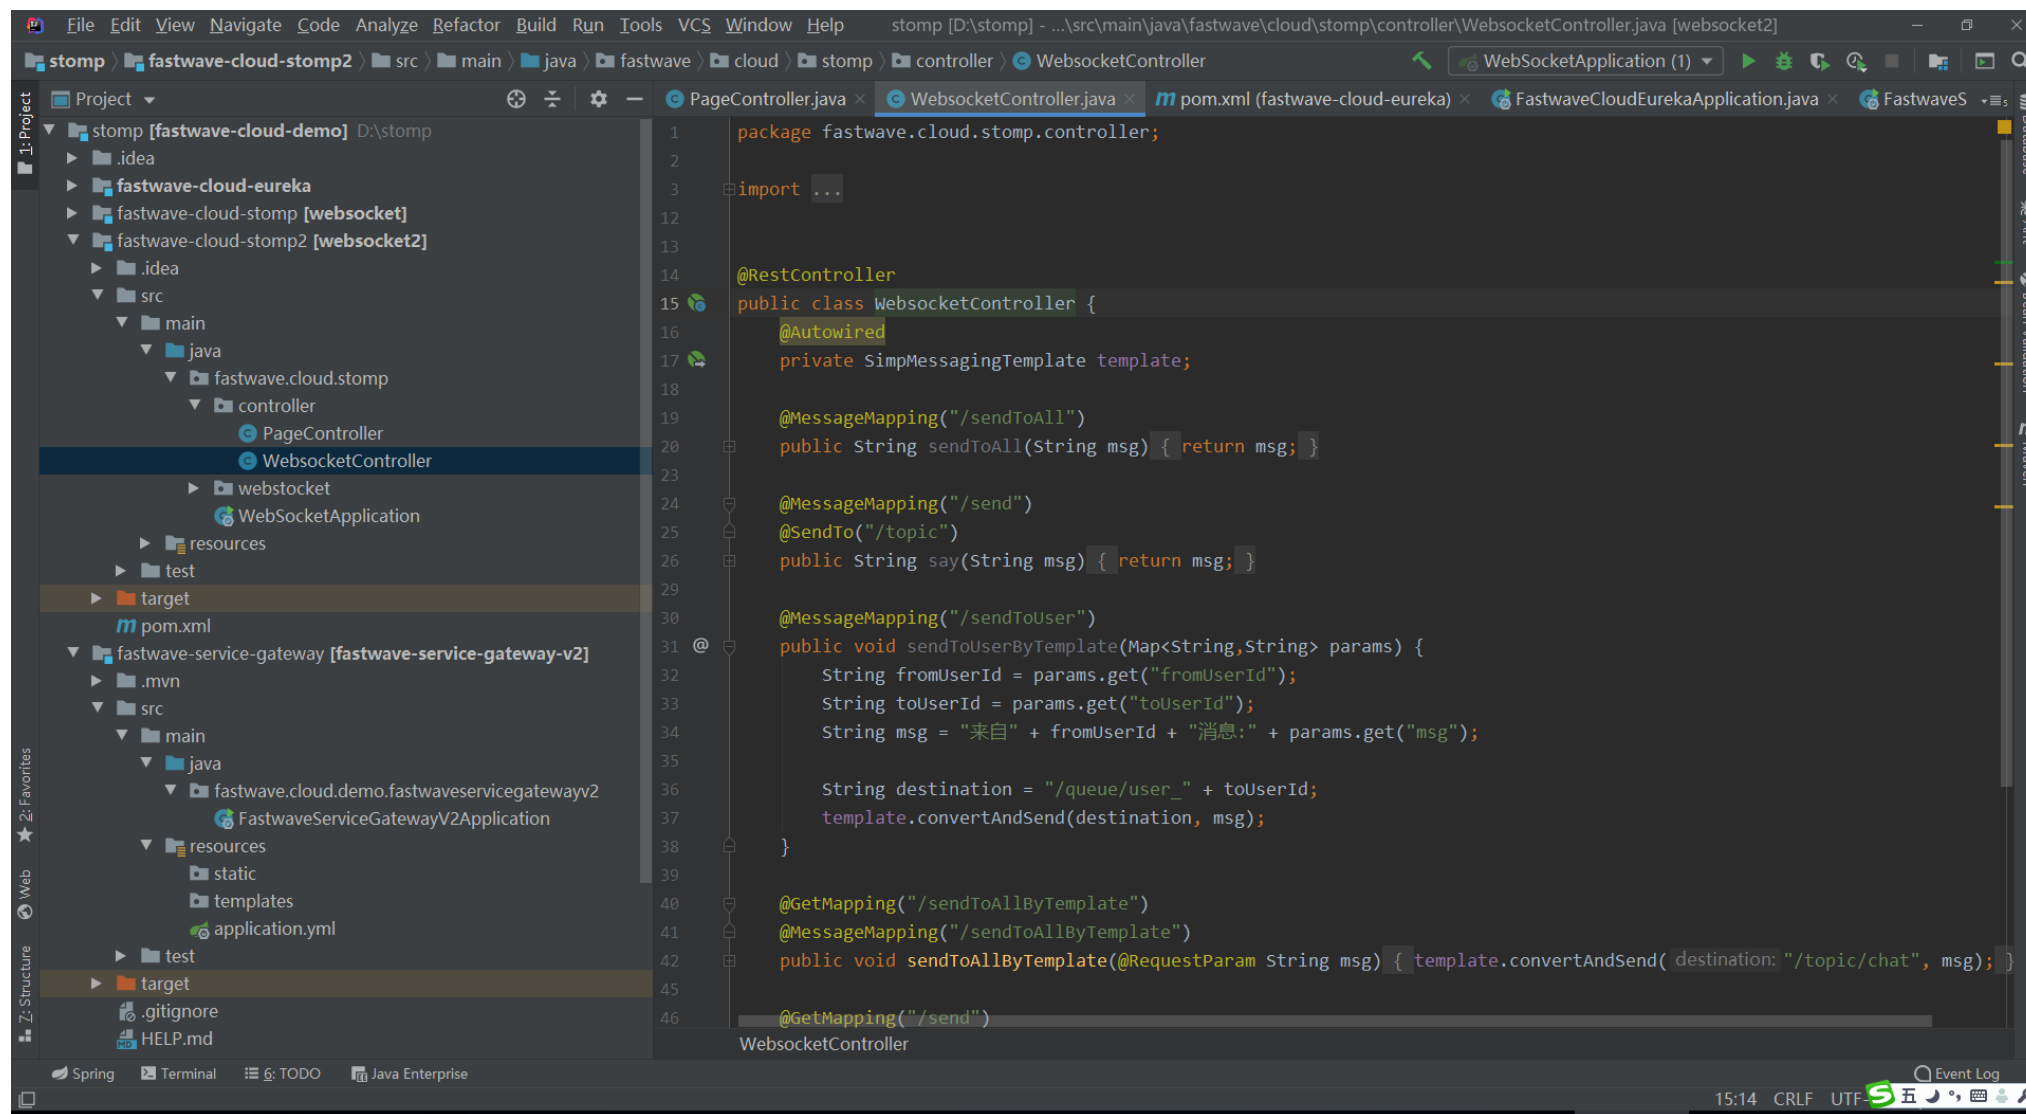 File Edit View Navigate Code Analyze Refactor Build Run Tools VCS Window Help stomp [D:\stomp] - ...\src\main\java\fastwave\cloud\stomp\controller\WebsocketController.java [websocket2]
stomp fastwave-cloud-stomp2 src main java fastwave cloud stomp controller WebsocketController WebSocketApplication (1)
Project
PageController.java WebsocketController.java pom.xml (fastwave-cloud-eureka) FastwaveCloudEurekaApplication.java FastwaveS
1: Project
2: Favorites
Web
Z: Structure
stomp [fastwave-cloud-demo] D:\stomp
.idea
fastwave-cloud-eureka
fastwave-cloud-stomp [websocket]
fastwave-cloud-stomp2 [websocket2]
.idea
src
main
java
fastwave.cloud.stomp
controller
PageController
WebsocketController
webstocket
WebSocketApplication
resources
test
target
pom.xml
fastwave-service-gateway [fastwave-service-gateway-v2]
.mvn
src
main
java
fastwave.cloud.demo.fastwaveservicegatewayv2
FastwaveServiceGatewayV2Application
resources
static
templates
application.yml
test
target
.gitignore
HELP.md
1 package fastwave.cloud.stomp.controller;
2
3 import ...
12
13
14 @RestController
15 public class WebsocketController {
16 @Autowired
17 private SimpMessagingTemplate template;
18
19 @MessageMapping("/sendToAll")
20 public String sendToAll(String msg) { return msg; }
23
24 @MessageMapping("/send")
25 @SendTo("/topic")
26 public String say(String msg) { return msg; }
29
30 @MessageMapping("/sendToUser")
31 @ public void sendToUserByTemplate(Map<String,String> params) {
32 String fromUserId = params.get("fromUserId");
33 String toUserId = params.get("toUserId");
34 String msg = "来自" + fromUserId + "消息:" + params.get("msg");
35
36 String destination = "/queue/user_" + toUserId;
37 template.convertAndSend(destination, msg);
38 }
39
40 @GetMapping("/sendToAllByTemplate")
41 @MessageMapping("/sendToAllByTemplate")
42 public void sendToAllByTemplate(@RequestParam String msg) { template.convertAndSend( destination: "/topic/chat", msg); }
45
46 @GetMapping("/send")
WebsocketController
Spring Terminal 6: TODO Java Enterprise Event Log
15:14 CRLF UTF-
五